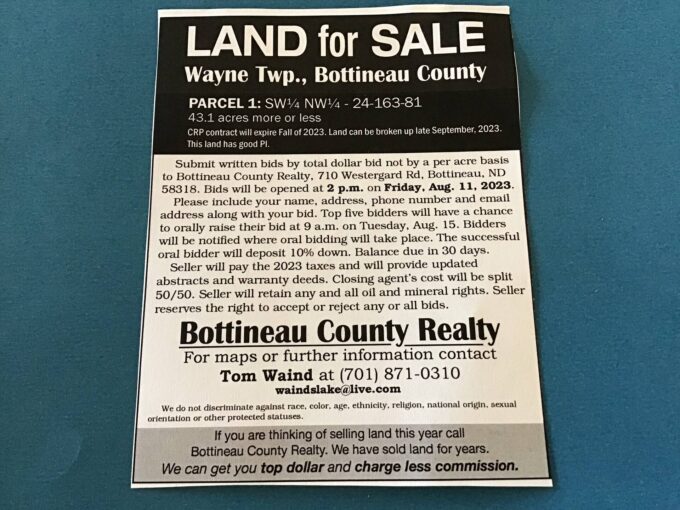 LAND for SALE
Wayne Twp., Bottineau County
PARCEL 1: SW¼ NW¼ - 24-163-81
43.1 acres more or less
CRP contract will expire Fall of 2023. Land can be broken up late September, 2023.
This land has good PI.
Submit written bids by total dollar bid not by a per acre basis
to Bottineau County Realty, 710 Westergard Rd, Bottineau, ND
58318. Bids will be opened at 2 p.m. on Friday, Aug. 11, 2023.
Please include your name, address, phone number and email
address along with your bid. Top five bidders will have a chance
to orally raise their bid at 9 a.m. on Tuesday, Aug. 15. Bidders
will be notified where oral bidding will take place. The successful
oral bidder will deposit 10% down. Balance due in 30 days.
Seller will pay the 2023 taxes and will provide updated
abstracts and warranty deeds. Closing agent's cost will be split
50/50. Seller will retain any and all oil and mineral rights. Seller
reserves the right to accept or reject any or all bids.
Bottineau County Realty
For maps or further information contact
Tom Waind at (701) 871-0310
waindslake@live.com
We do not discriminate against race, color, age, ethnicity, religion, national origin, sexual
orientation or other protected statuses.
If you are thinking of selling land this year call
Bottineau County Realty. We have sold land for years.
We can get you top dollar and charge less commission.